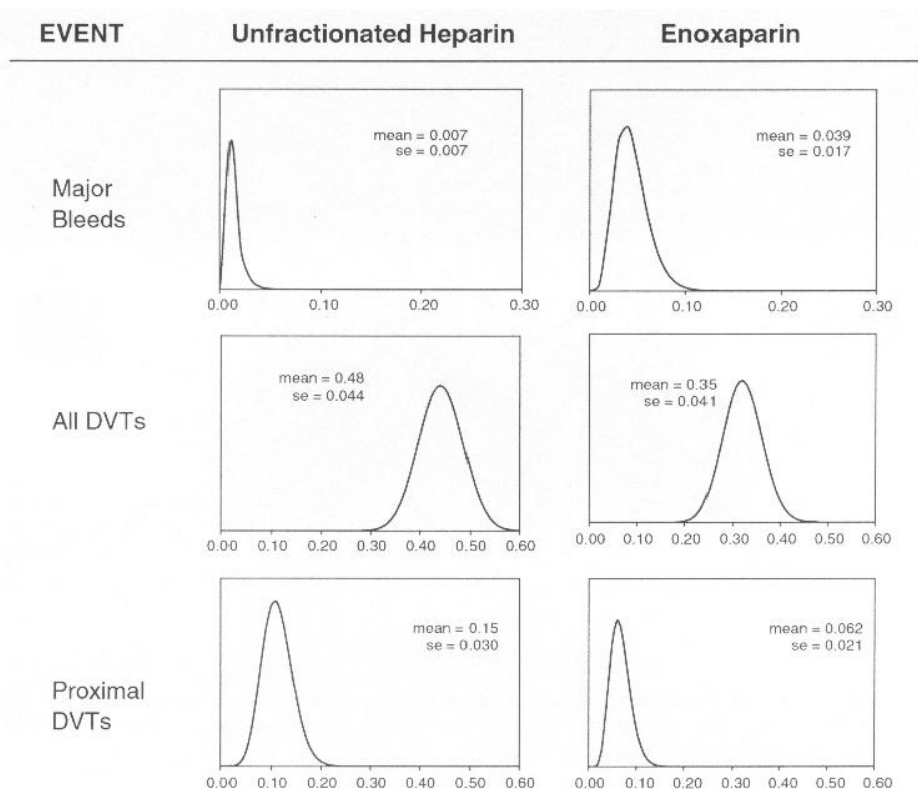 EVENT Unfractionated Heparin Enoxaparin
Major
Bleeds
mean = 0.007
se = 0.007
0.00 0.10 0.20 0.30
mean = 0.039
se = 0.017
0.00 0.10 0.20 0.30
All DVTs
mean = 0.48
se = 0.044
0.00 0.10 0.20 0.30 0.40 0.50 0.60
mean = 0.35
se = 0.041
0.00 0.10 0.20 0.30 0.40 0.50 0.60
Proximal
DVTs
mean = 0.15
se = 0.030
0.00 0.10 0.20 0.30 0.40 0.50 0.60
mean = 0.062
se = 0.021
0.00 0.10 0.20 0.30 0.40 0.50 0.60